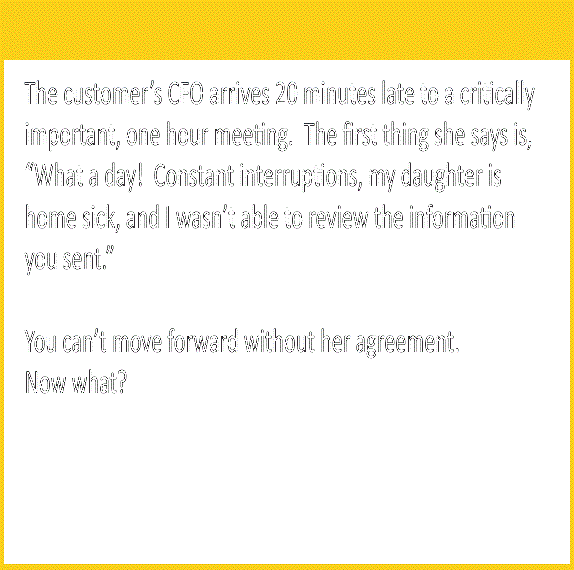 The customer’s CFO arrives 20 minutes late to a critically
important, one hour meeting.  The first thing she says is,
“What a day!  Constant interruptions, my daughter is
home sick, and I wasn’t able to review the information
you sent.”
You can’t move forward without her agreement.
Now what?